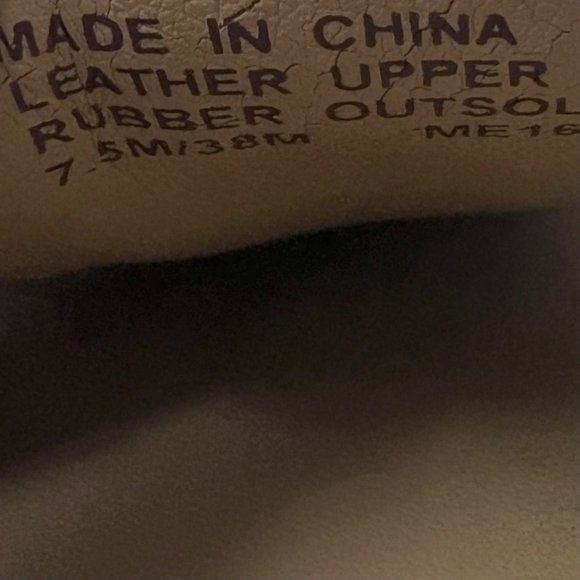 MADE IN CHINA
LEATHER UPPER
RUBBER OUTSOL
7.5M/38M ME16